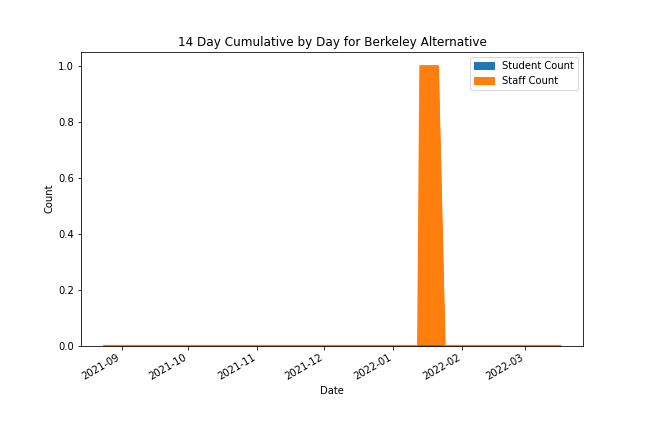 14 Day Cumulative by Day for Berkeley Alternative
Student Count
Staff Count
1.0
0.8
0.6
0.4
0.2
0.0
Count
2021-09
2021-10
2021-11
2021-12
2022-01
2022-02
2022-03
Date